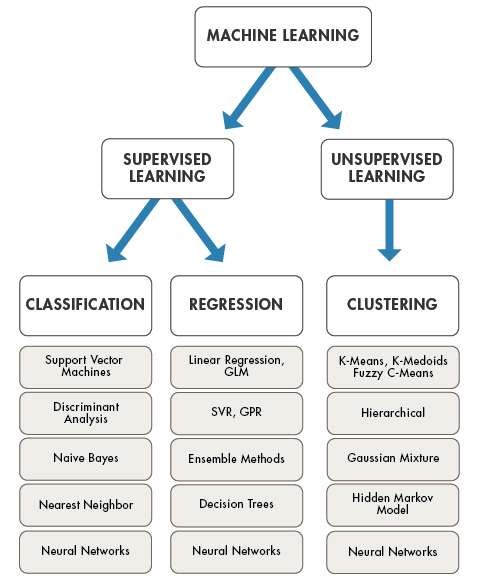 MACHINE LEARNING
SUPERVISED
LEARNING
UNSUPERVISED
LEARNING
CLASSIFICATION
REGRESSION
CLUSTERING
Support Vector
Machines
Linear Regression,
GLM
K-Means, K-Medoids
Fuzzy C-Means
Discriminant
Analysis
SVR, GPR
Hierarchical
Naive Bayes
Ensemble Methods
Gaussian Mixture
Nearest Neighbor
Decision Trees
Hidden Markov
Model
Neural Networks
Neural Networks
Neural Networks